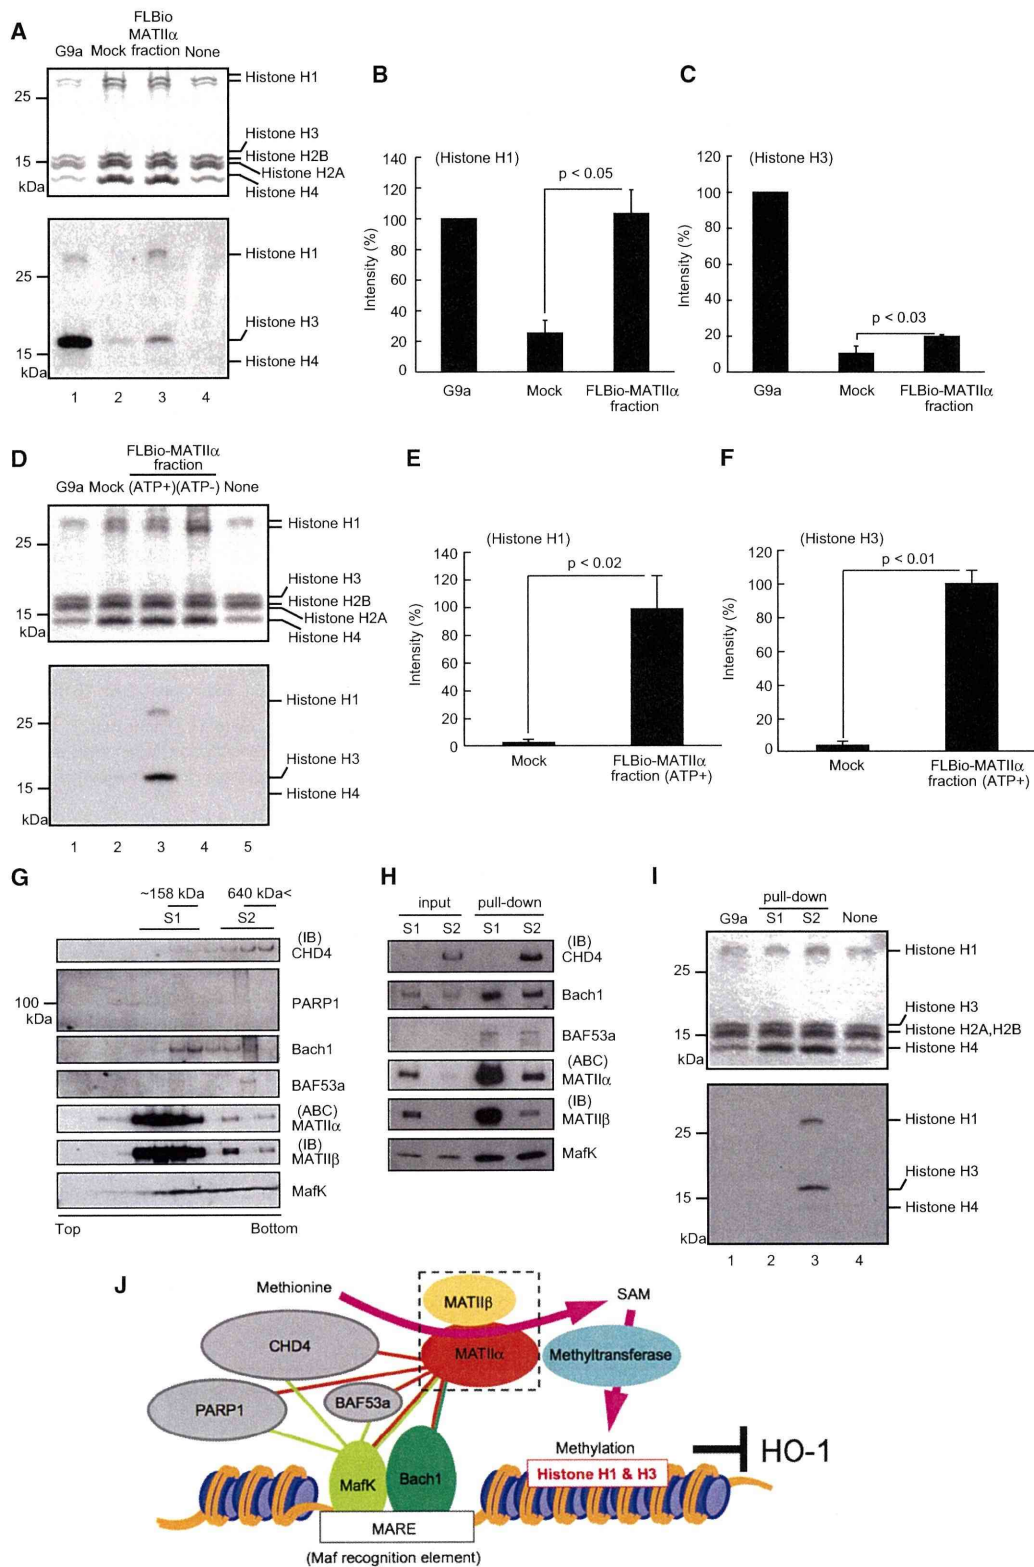 A
FLBio
MATIIα
G9a Mock fraction None
Histone H1
25
Histone H3
15
Histone H2B
Histone H2A
kDa
Histone H4
Histone H1
25
Histone H3
15
Histone H4
kDa
1 2 3 4
B
(Histone H1)
140
120
100
80
60
40
20
0
Intensity (%)
p < 0.05
G9a Mock FLBio-MATIIα
fraction
C
(Histone H3)
120
100
80
60
40
20
0
Intensity (%)
p < 0.03
G9a Mock FLBio-MATIIα
fraction
D
FLBio-MATIIα
fraction
G9a Mock (ATP+)(ATP-) None
Histone H1
25
Histone H3
Histone H2B
15
Histone H2A
kDa
Histone H4
Histone H1
25
Histone H3
15
Histone H4
kDa
1 2 3 4 5
E
(Histone H1)
140
120
100
80
60
40
20
0
Intensity (%)
p < 0.02
Mock FLBio-MATIIα
fraction (ATP+)
F
(Histone H3)
120
100
80
60
40
20
0
Intensity (%)
p < 0.01
Mock FLBio-MATIIα
fraction (ATP+)
G
~158 kDa 640 kDa<
S1 S2
(IB)
CHD4
100
kDa
PARP1
Bach1
BAF53a
(ABC)
MATIIα
(IB)
MATIIβ
MafK
Top Bottom
H
input pull-down
S1 S2 S1 S2
(IB)
CHD4
Bach1
BAF53a
(ABC)
MATIIα
(IB)
MATIIβ
MafK
I
pull-down
G9a S1 S2 None
Histone H1
25
Histone H3
15
Histone H2A,H2B
Histone H4
kDa
Histone H1
25
Histone H3
15
Histone H4
kDa
1 2 3 4
J
Methionine
MATIIβ
SAM
CHD4
MATIIα
Methyltransferase
PARP1
BAF53a
MafK
Bach1
Methylation
Histone H1 & H3
HO-1
MARE
(Maf recognition element)